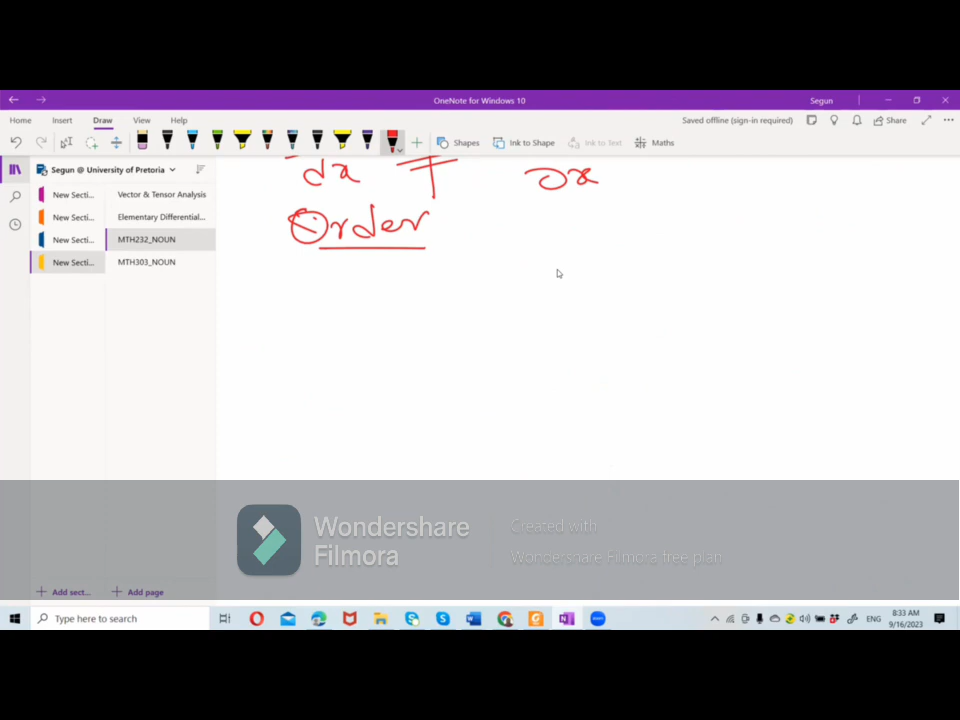 OneNote for Windows 10
Segun
Home Insert Draw View Help
Saved offline (sign-in required) Share
Shapes Ink to Shape Ink to Text Maths
Segun @ University of Pretoria
New Secti... Vector & Tensor Analysis
New Secti... Elementary Differential...
New Secti... MTH232_NOUN
New Secti... MTH303_NOUN
dx ∂x
Order
Wondershare
Filmora
Created with
Wondershare Filmora free plan
+ Add sect... + Add page
Type here to search
ENG
8:33 AM
9/16/2023